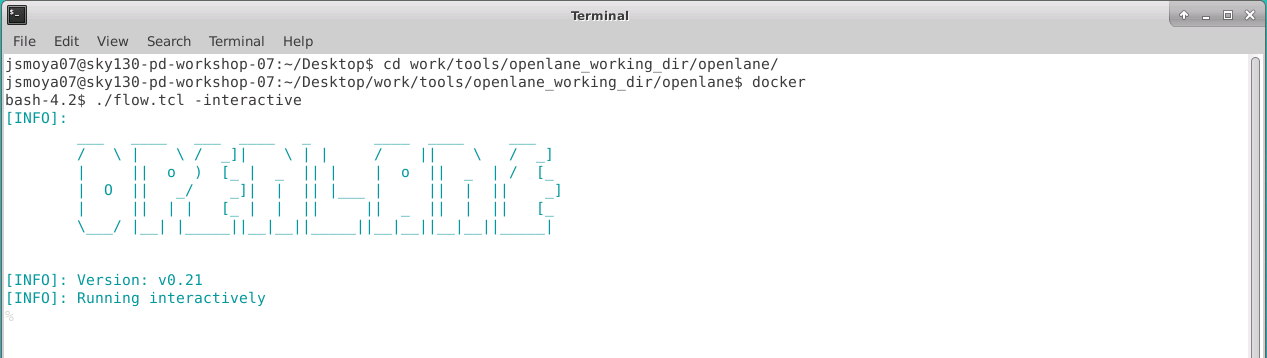 Terminal
File Edit View Search Terminal Help
jsmoya07@sky130-pd-workshop-07:~/Desktop$ cd work/tools/openlane_working_dir/openlane/
jsmoya07@sky130-pd-workshop-07:~/Desktop/work/tools/openlane_working_dir/openlane$ docker
bash-4.2$ ./flow.tcl -interactive
[INFO]:
OPENLANE
[INFO]: Version: v0.21
[INFO]: Running interactively
%